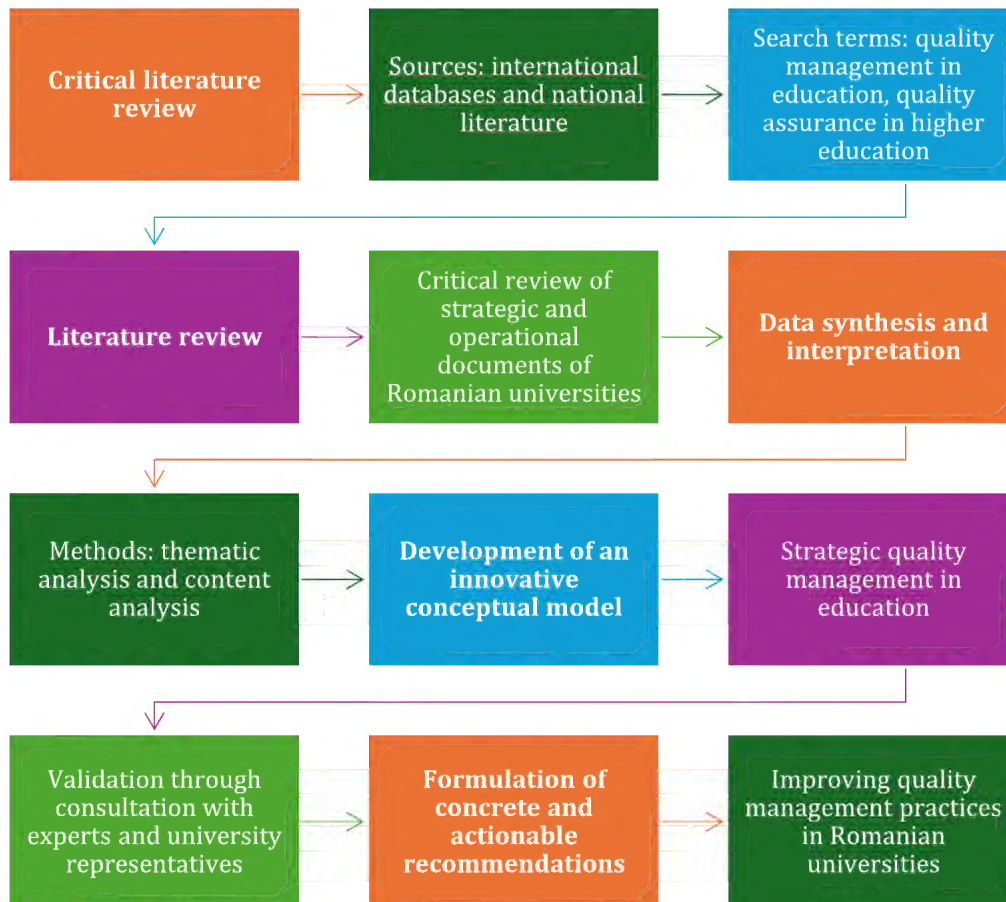 Critical literature
review
Sources: international
databases and national
literature
Search terms: quality
management in
education, quality
assurance in higher
education
Literature review
Critical review of
strategic and
operational
documents of
Romanian universities
Data synthesis and
interpretation
Methods: thematic
analysis and content
analysis
Development of an
innovative
conceptual model
Strategic quality
management in
education
Validation through
consultation with
experts and university
representatives
Formulation of
concrete and
actionable
recommendations
Improving quality
management practices
in Romanian
universities